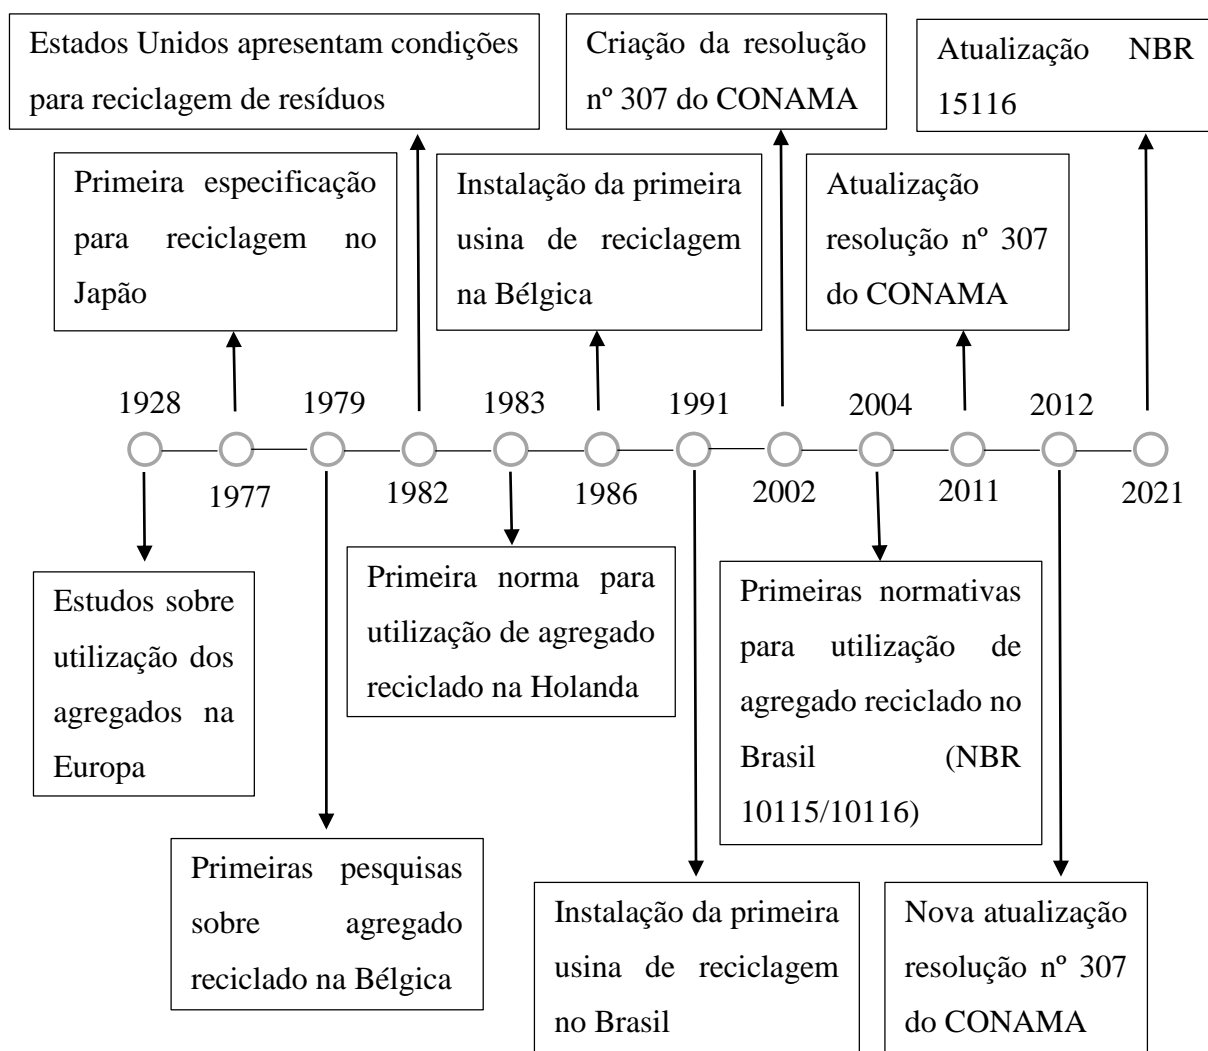 Estados Unidos apresentam condições
para reciclagem de resíduos
Criação da resolução
nº 307 do CONAMA
Atualização NBR
15116
Primeira especificação
para reciclagem no
Japão
Instalação da primeira
usina de reciclagem
na Bélgica
Atualização
resolução nº 307
do CONAMA
1928
1979
1983
1991
2004
2012
1977
1982
1986
2002
2011
2021
Estudos sobre
utilização dos
agregados na
Europa
Primeira norma para
utilização de agregado
reciclado na Holanda
Primeiras normativas
para utilização de
agregado reciclado no
Brasil (NBR
10115/10116)
Primeiras pesquisas
sobre agregado
reciclado na Bélgica
Instalação da primeira
usina de reciclagem
no Brasil
Nova atualização
resolução nº 307
do CONAMA